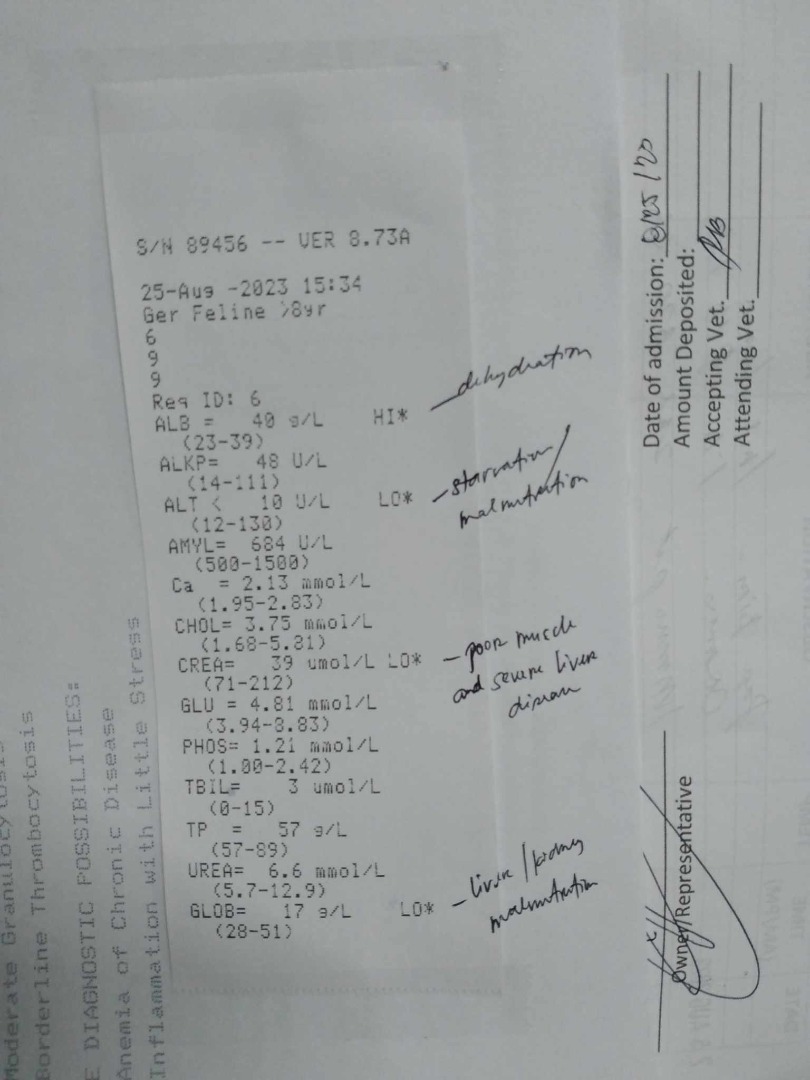 Moderate Granulocytosis
Borderline Thrombocytosis
E DIAGNOSTIC POSSIBILITIES:
Anemia of Chronic Disease
Inflammation with Little Stress
S/N 89456 -- VER 8.73A
25-Aug -2023 15:34
Ger Feline >8yr
6
9
9
Req ID: 6
ALB = 40 g/L HI* - dehydration
(23-39)
ALKP= 48 U/L
(14-111)
ALT < 10 U/L LO* - starvation/
malnutrition
(12-130)
AMYL= 684 U/L
(500-1500)
Ca = 2.13 mmol/L
(1.95-2.83)
CHOL= 3.75 mmol/L
(1.68-5.81)
CREA= 39 umol/L LO* - poor muscle
and severe liver
disease
(71-212)
GLU = 4.81 mmol/L
(3.94-8.83)
PHOS= 1.21 mmol/L
(1.00-2.42)
TBIL= 3 umol/L
(0-15)
TP = 57 g/L
(57-89)
UREA= 6.6 mmol/L
(5.7-12.9)
GLOB= 17 g/L LO* - liver/kidney
malnutrition
(28-51)
Date of admission:
Amount Deposited:
Accepting Vet.
Attending Vet.
Owner/Representative